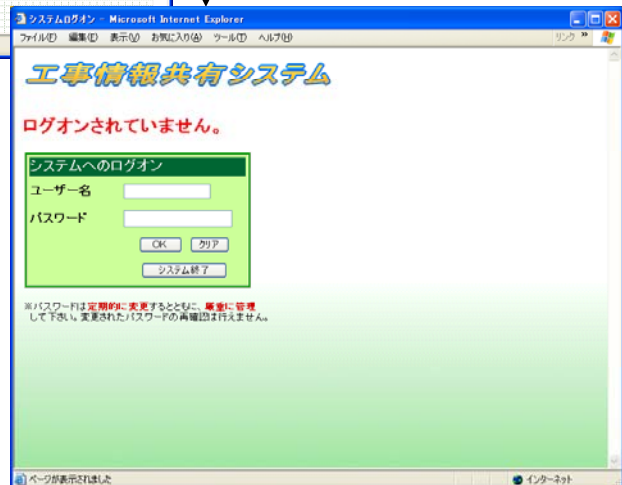 システムログオン - Microsoft Internet Explorer
ファイル(F) 編集(E) 表示(V) お気に入り(A) ツール(T) ヘルプ(H) リンク »
工事情報共有システム
ログオンされていません。
システムへのログオン
ユーザー名
パスワード
OK クリア
システム終了
※パスワードは定期的に変更するとともに、厳重に管理
して下さい。変更されたパスワードの再確認は行えません。
ページが表示されました インターネット